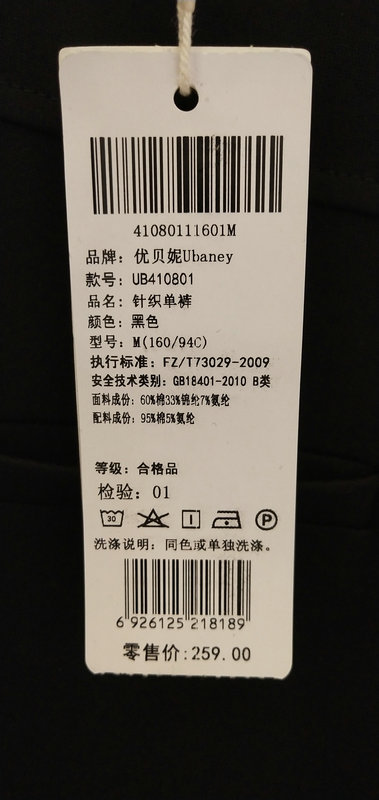 41080111601M
品牌：优贝妮Ubaney
款号：UB410801
品名：针织单裤
颜色：黑色
型号：M(160/94C)
执行标准：FZ/T73029-2009
安全技术类别：GB18401-2010 B类
面料成份：60%棉33%锦纶7%氨纶
配料成份：95%棉5%氨纶
等级：合格品
检验：01
30 P
洗涤说明：同色或单独洗涤。
6 926125 218189
零售价:259.00